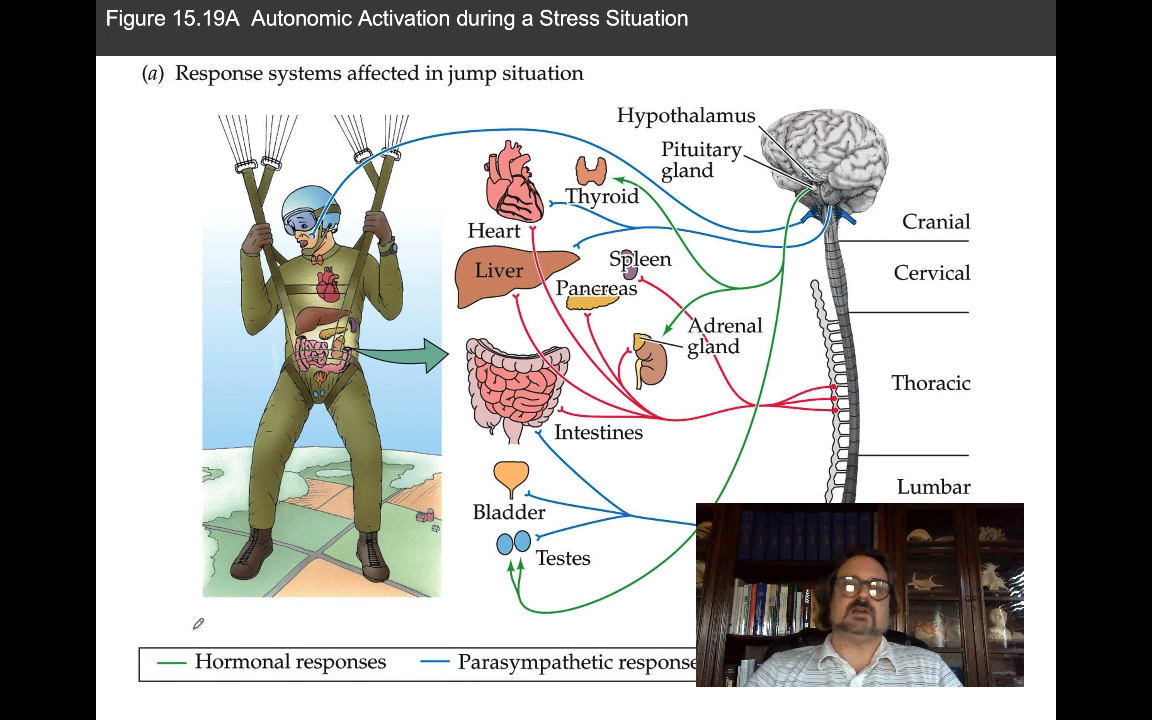 Figure 15.19A Autonomic Activation during a Stress Situation
(a) Response systems affected in jump situation
Hypothalamus
Pituitary
gland
Thyroid
Heart
Cranial
Spleen
Liver
Cervical
Pancreas
Adrenal
gland
Thoracic
Intestines
Lumbar
Bladder
Testes
Hormonal responses
Parasympathetic response